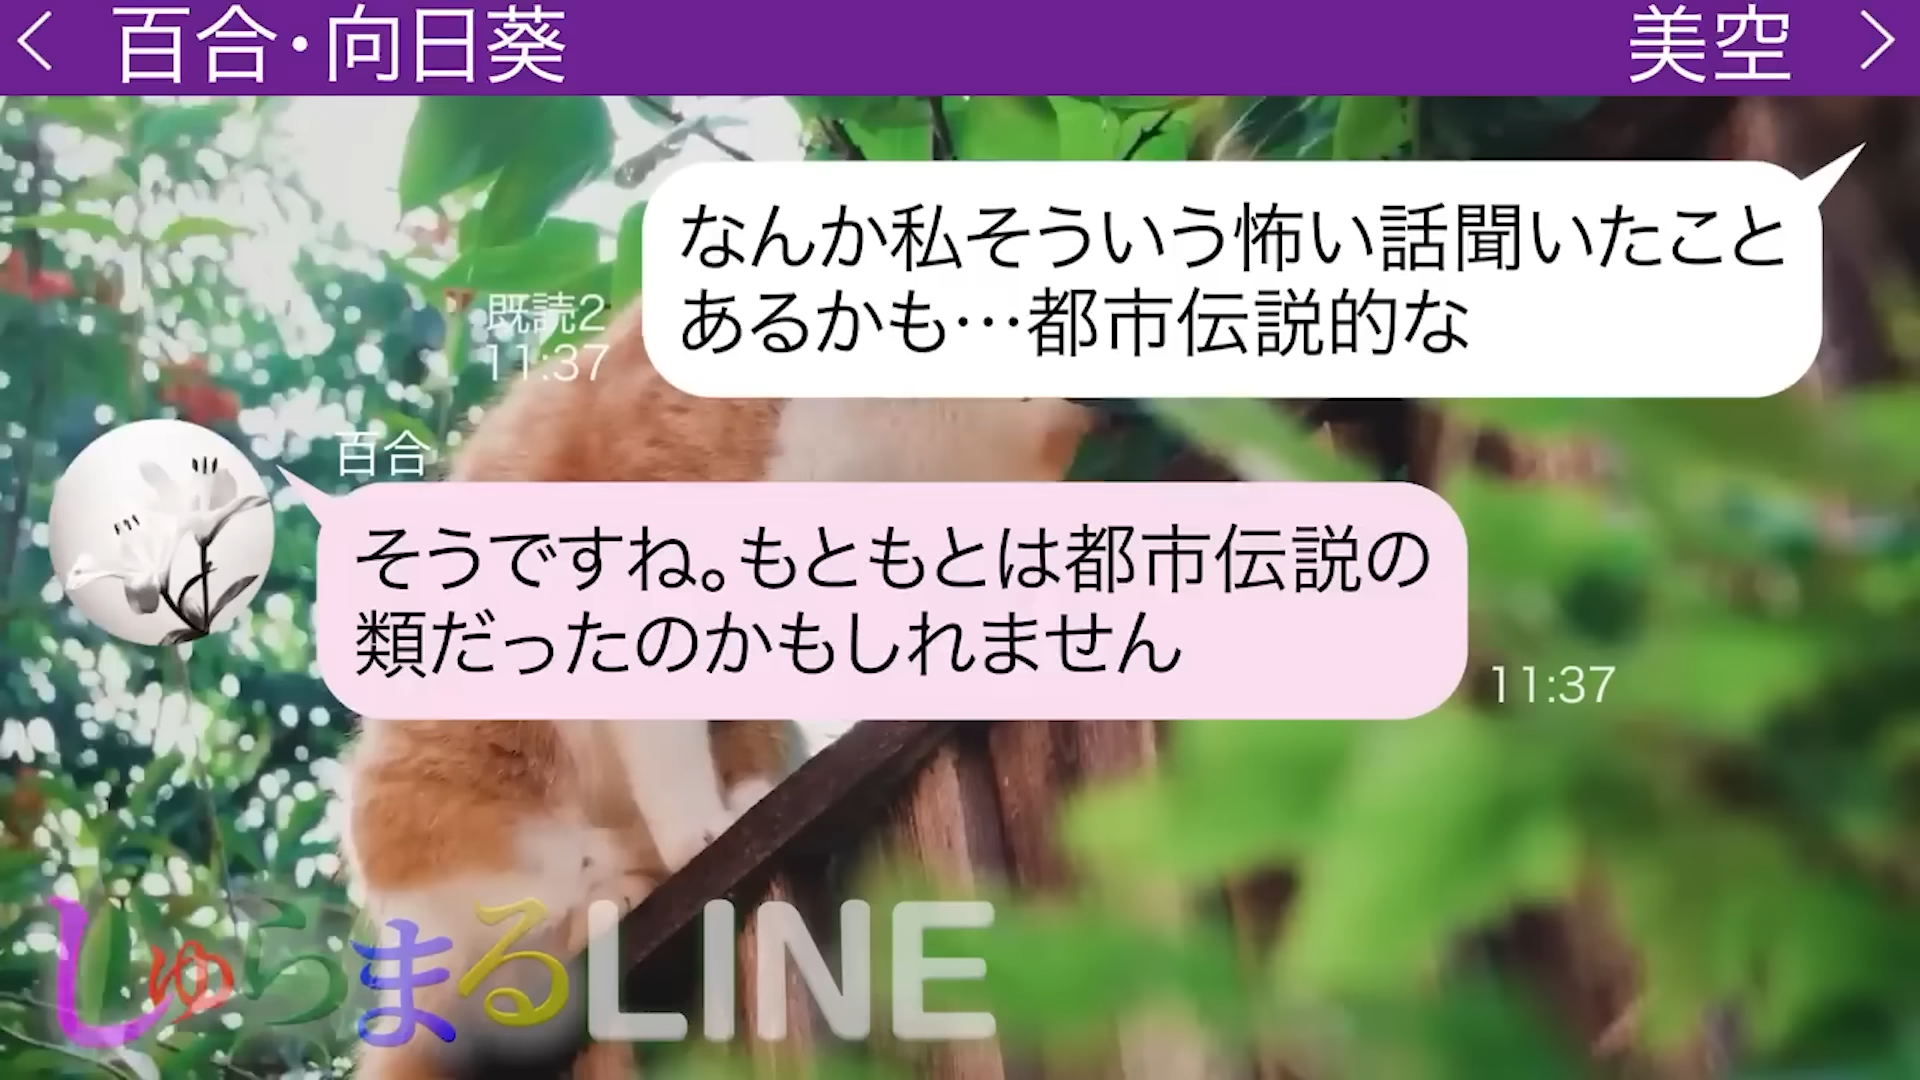 百合・向日葵
美空
なんか私そういう怖い話聞いたこと
あるかも…都市伝説的な
既読2
11:37
百合
そうですね。もともとは都市伝説の
類だったのかもしれません
11:37
しゅらまるLINE